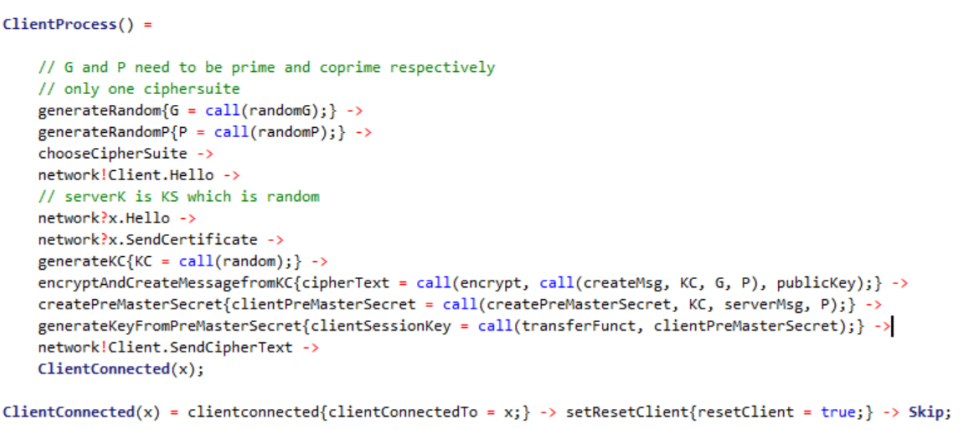 ClientProcess() =
// G and P need to be prime and coprime respectively
// only one ciphersuite
generateRandom{G = call(randomG);} ->
generateRandomP{P = call(randomP);} ->
chooseCipherSuite ->
network!Client.Hello ->
// serverK is KS which is random
network?x.Hello ->
network?x.SendCertificate ->
generateKC{KC = call(random);} ->
encryptAndCreateMessagefromKC{cipherText = call(encrypt, call(createMsg, KC, G, P), publicKey);} ->
createPreMasterSecret{clientPreMasterSecret = call(createPreMasterSecret, KC, serverMsg, P);} ->
generateKeyFromPreMasterSecret{clientSessionKey = call(transferFunct, clientPreMasterSecret);} ->
network!Client.SendCipherText ->
ClientConnected(x);
ClientConnected(x) = clientconnected{clientConnectedTo = x;} -> setResetClient{resetClient = true;} -> Skip;